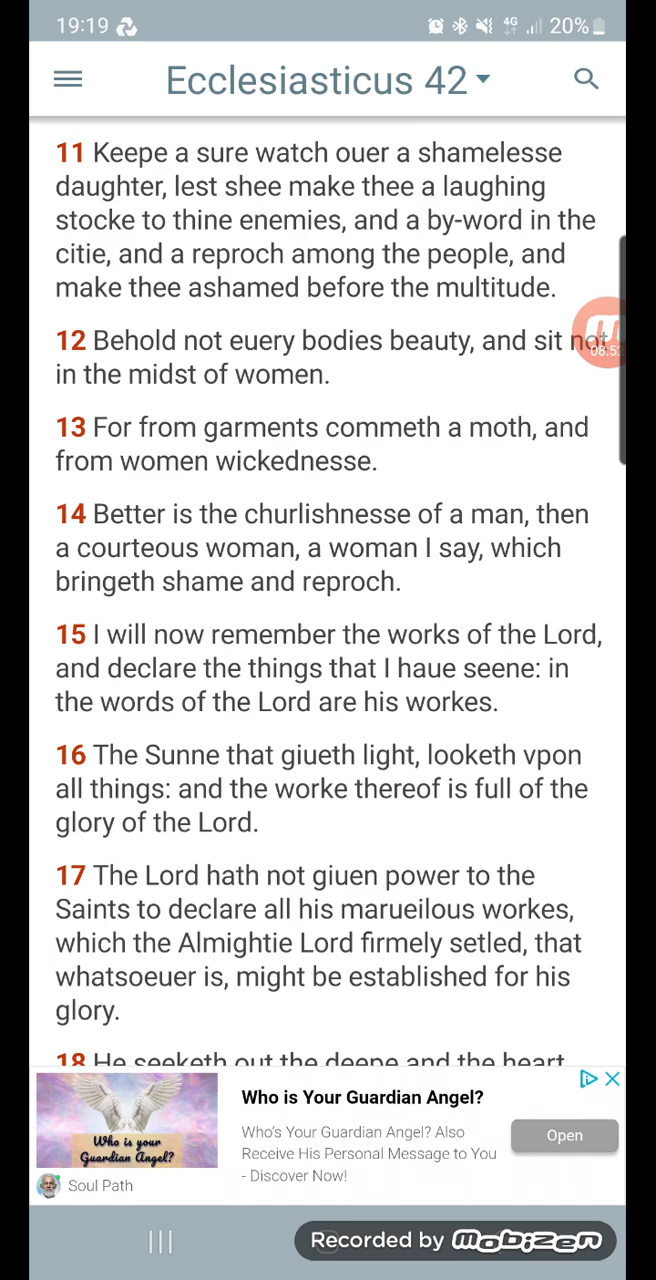 19:19 4G 20%
Ecclesiasticus 42
11 Keepe a sure watch ouer a shamelesse
daughter, lest shee make thee a laughing
stocke to thine enemies, and a by-word in the
citie, and a reproch among the people, and
make thee ashamed before the multitude.
12 Behold not euery bodies beauty, and sit not
08:52
in the midst of women.
13 For from garments commeth a moth, and
from women wickednesse.
14 Better is the churlishnesse of a man, then
a courteous woman, a woman I say, which
bringeth shame and reproch.
15 I will now remember the works of the Lord,
and declare the things that I haue seene: in
the words of the Lord are his workes.
16 The Sunne that giueth light, looketh vpon
all things: and the worke thereof is full of the
glory of the Lord.
17 The Lord hath not giuen power to the
Saints to declare all his marueilous workes,
which the Almightie Lord firmely setled, that
whatsoeuer is, might be established for his
glory.
18 He seeketh out the deepe and the heart
Who is your
Guardian Angel?
Soul Path
Who is Your Guardian Angel?
Who's Your Guardian Angel? Also
Receive His Personal Message to You
- Discover Now!
Open
Recorded by mobizen